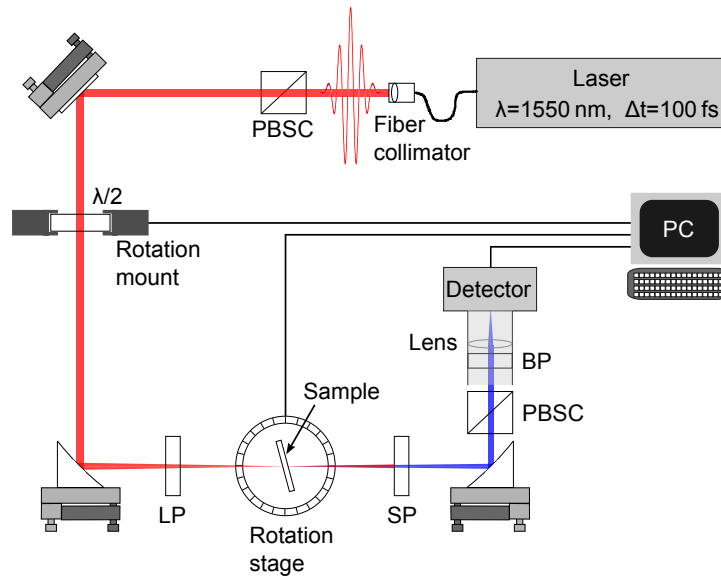 Laser
λ=1550 nm, Δt=100 fs
PBSC
Fiber
collimator
λ/2
Rotation
mount
PC
Detector
Lens
BP
Sample
PBSC
LP
SP
Rotation
stage